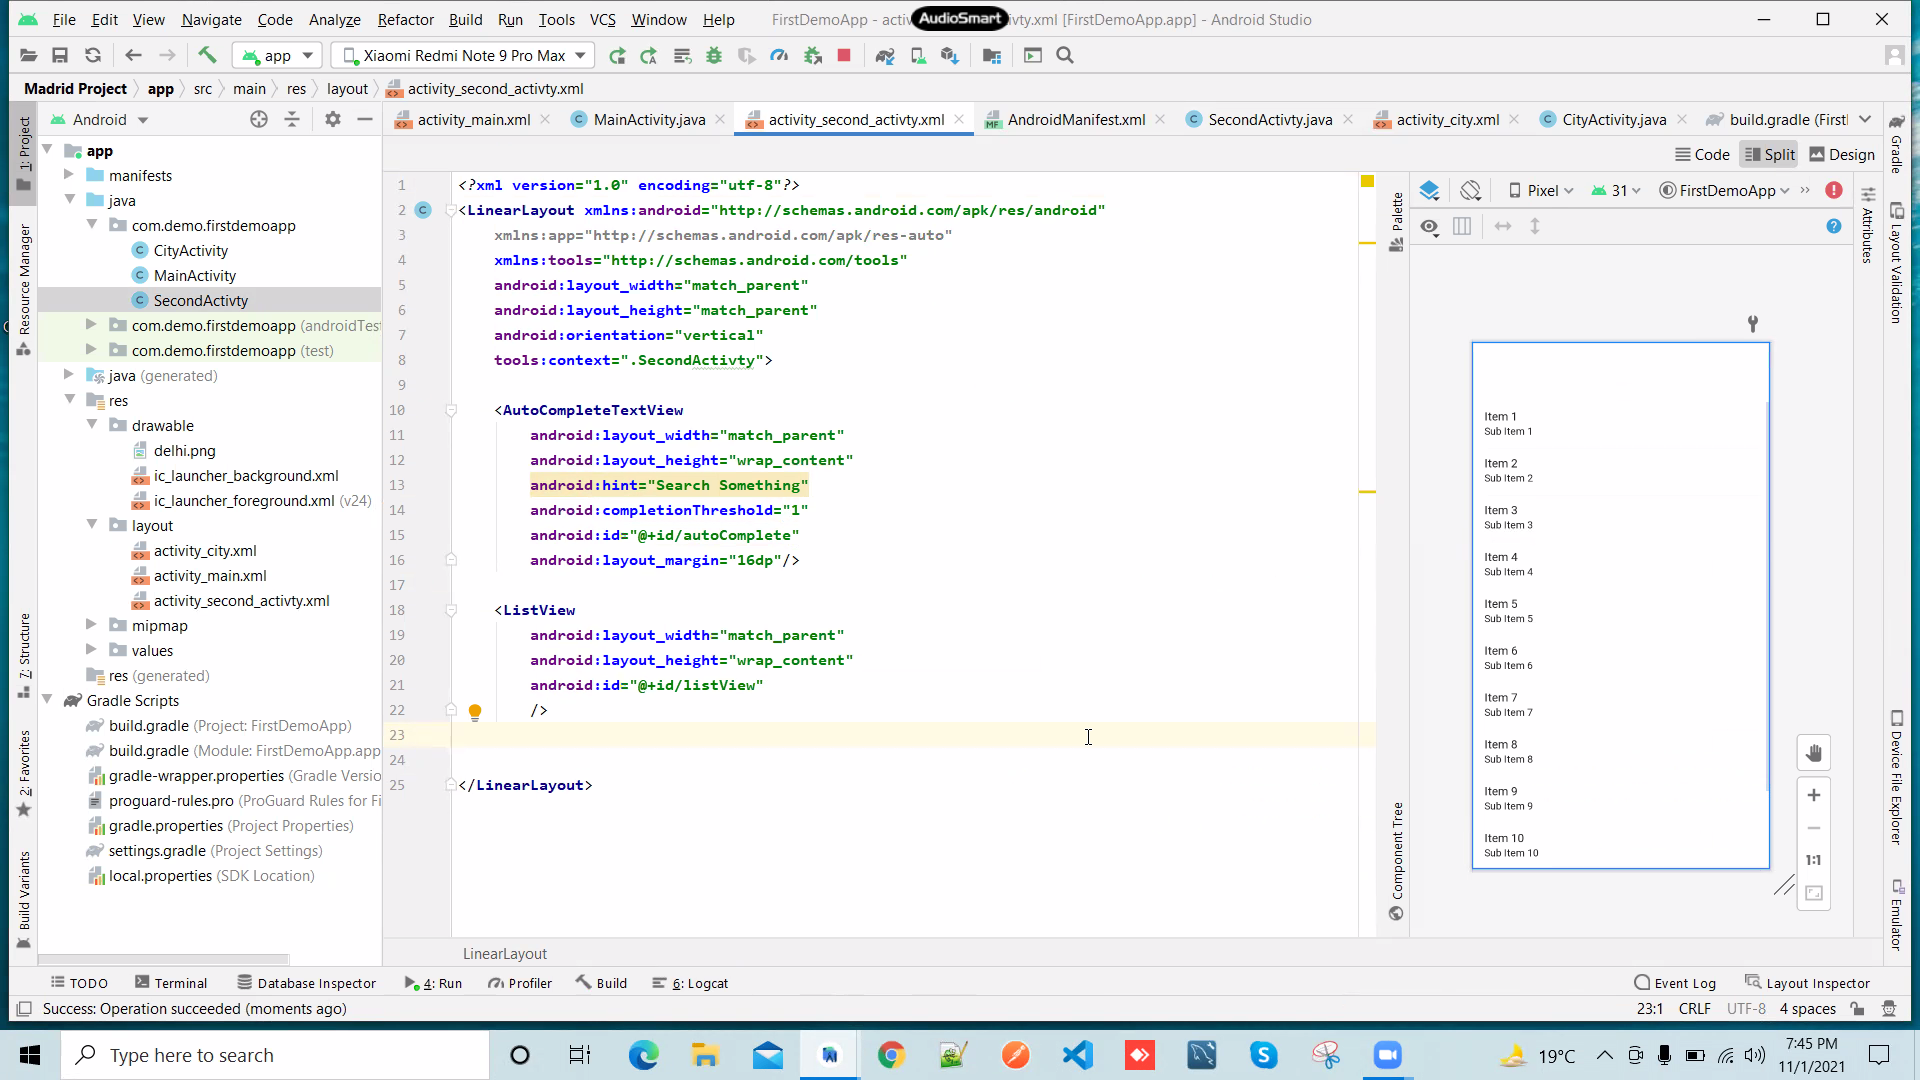 File Edit View Navigate Code Analyze Refactor Build Run Tools VCS Window Help FirstDemoApp - activ AudioSmart ivty.xml [FirstDemoApp.app] - Android Studio
app Xiaomi Redmi Note 9 Pro Max
Madrid Project app src main res layout activity_second_activty.xml
Android activity_main.xml MainActivity.java activity_second_activty.xml AndroidManifest.xml SecondActivty.java activity_city.xml CityActivity.java build.gradle (First
Code Split Design
1: Project
Resource Manager
7: Structure
2: Favorites
Build Variants
app
manifests
java
com.demo.firstdemoapp
CityActivity
MainActivity
SecondActivty
com.demo.firstdemoapp (androidTest
com.demo.firstdemoapp (test)
java (generated)
res
drawable
delhi.png
ic_launcher_background.xml
ic_launcher_foreground.xml (v24)
layout
activity_city.xml
activity_main.xml
activity_second_activty.xml
mipmap
values
res (generated)
Gradle Scripts
build.gradle (Project: FirstDemoApp)
build.gradle (Module: FirstDemoApp.app
gradle-wrapper.properties (Gradle Versio
proguard-rules.pro (ProGuard Rules for Fi
gradle.properties (Project Properties)
settings.gradle (Project Settings)
local.properties (SDK Location)
1 <?xml version="1.0" encoding="utf-8"?>
2 <LinearLayout xmlns:android="http://schemas.android.com/apk/res/android"
3 xmlns:app="http://schemas.android.com/apk/res-auto"
4 xmlns:tools="http://schemas.android.com/tools"
5 android:layout_width="match_parent"
6 android:layout_height="match_parent"
7 android:orientation="vertical"
8 tools:context=".SecondActivty">
9
10 <AutoCompleteTextView
11 android:layout_width="match_parent"
12 android:layout_height="wrap_content"
13 android:hint="Search Something"
14 android:completionThreshold="1"
15 android:id="@+id/autoComplete"
16 android:layout_margin="16dp"/>
17
18 <ListView
19 android:layout_width="match_parent"
20 android:layout_height="wrap_content"
21 android:id="@+id/listView"
22 />
23
24
25 </LinearLayout>
LinearLayout
Palette
Component Tree
Pixel 31 FirstDemoApp
Item 1
Sub Item 1
Item 2
Sub Item 2
Item 3
Sub Item 3
Item 4
Sub Item 4
Item 5
Sub Item 5
Item 6
Sub Item 6
Item 7
Sub Item 7
Item 8
Sub Item 8
Item 9
Sub Item 9
Item 10
Sub Item 10
1:1
Attributes
Gradle
Layout Validation
Device File Explorer
Emulator
TODO Terminal Database Inspector 4: Run Profiler Build 6: Logcat Event Log Layout Inspector
Success: Operation succeeded (moments ago) 23:1 CRLF UTF-8 4 spaces
Type here to search 19°C 7:45 PM
11/1/2021